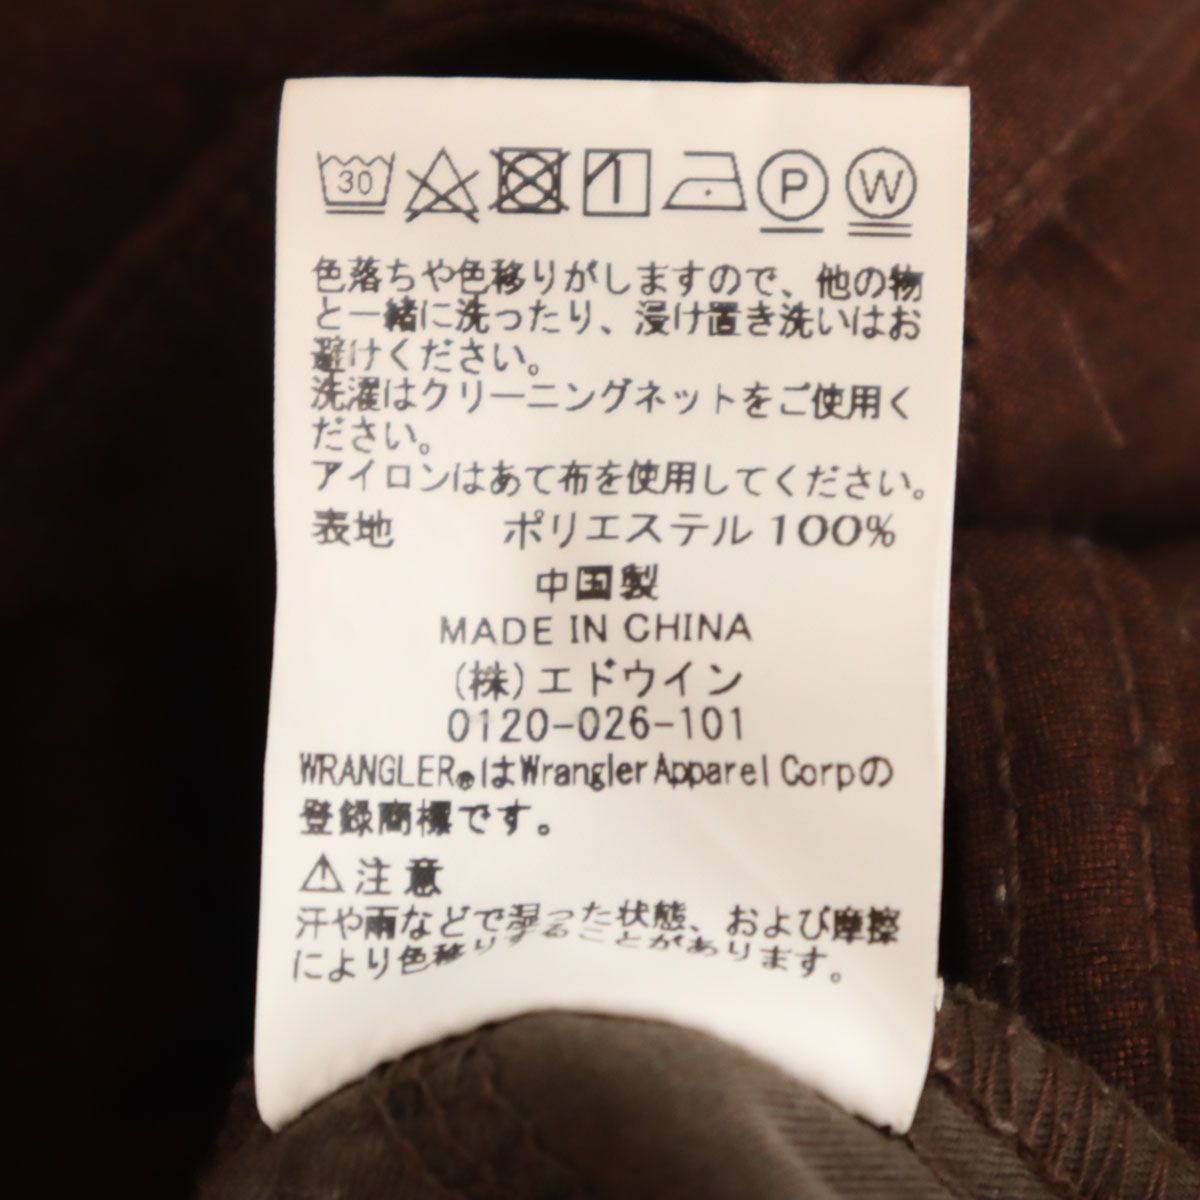 30 P W
色落ちや色移りがしますので、他の物
と一緒に洗ったり、浸け置き洗いはお
避けください。
洗濯はクリーニングネットをご使用く
ださい。
アイロンはあて布を使用してください。
表地 ポリエステル100%
中国製
MADE IN CHINA
(株)エドウイン
0120-026-101
WRANGLER®はWrangler Apparel Corpの
登録商標です。
⚠注意
汗や雨などで湿った状態、および摩擦
により色移りすることがあります。